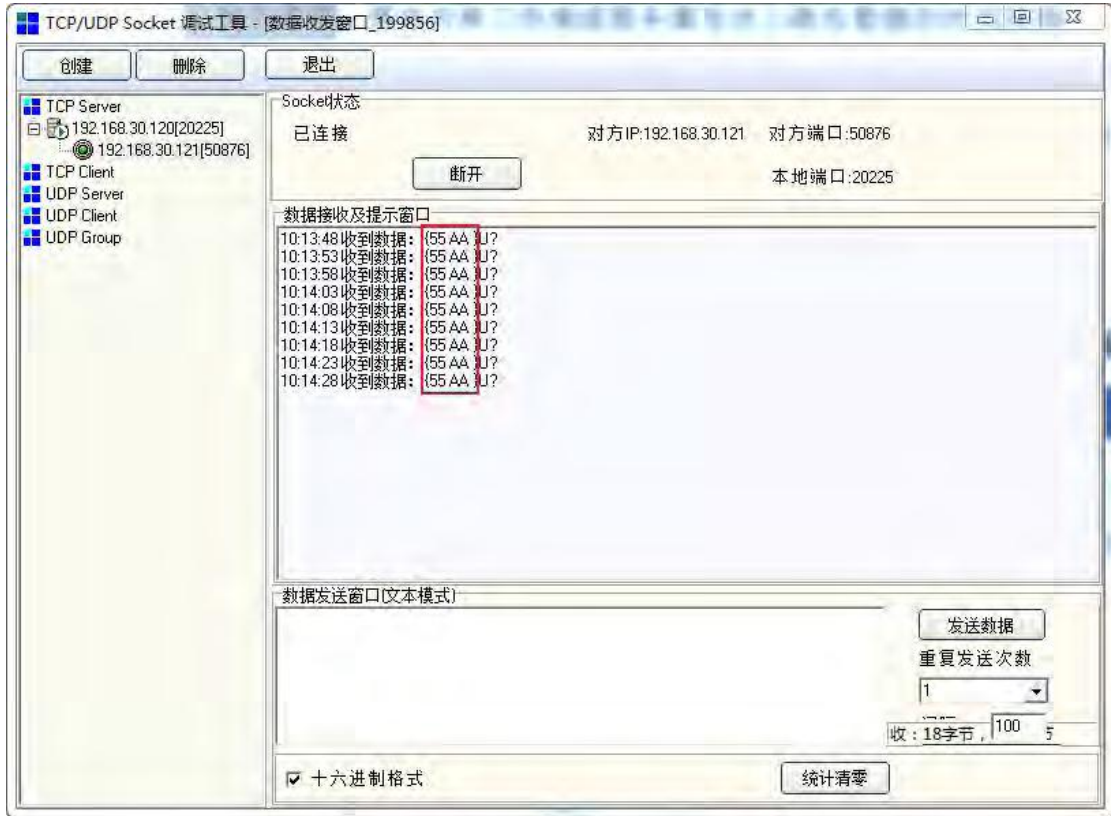 TCP/UDP Socket 调试工具 - [数据收发窗口_199856]
创建 删除 退出
TCP Server
192.168.30.120[20225]
192.168.30.121[50876]
TCP Client
UDP Server
UDP Client
UDP Group
Socket状态
已连接 对方IP:192.168.30.121 对方端口:50876
断开 本地端口:20225
数据接收及提示窗口
10:13:48收到数据：{55 AA }U?
10:13:53收到数据：{55 AA }U?
10:13:58收到数据：{55 AA }U?
10:14:03收到数据：{55 AA }U?
10:14:08收到数据：{55 AA }U?
10:14:13收到数据：{55 AA }U?
10:14:18收到数据：{55 AA }U?
10:14:23收到数据：{55 AA }U?
10:14:28收到数据：{55 AA }U?
数据发送窗口(文本模式)
发送数据
重复发送次数
1
100
收：18字节，
十六进制格式 统计清零